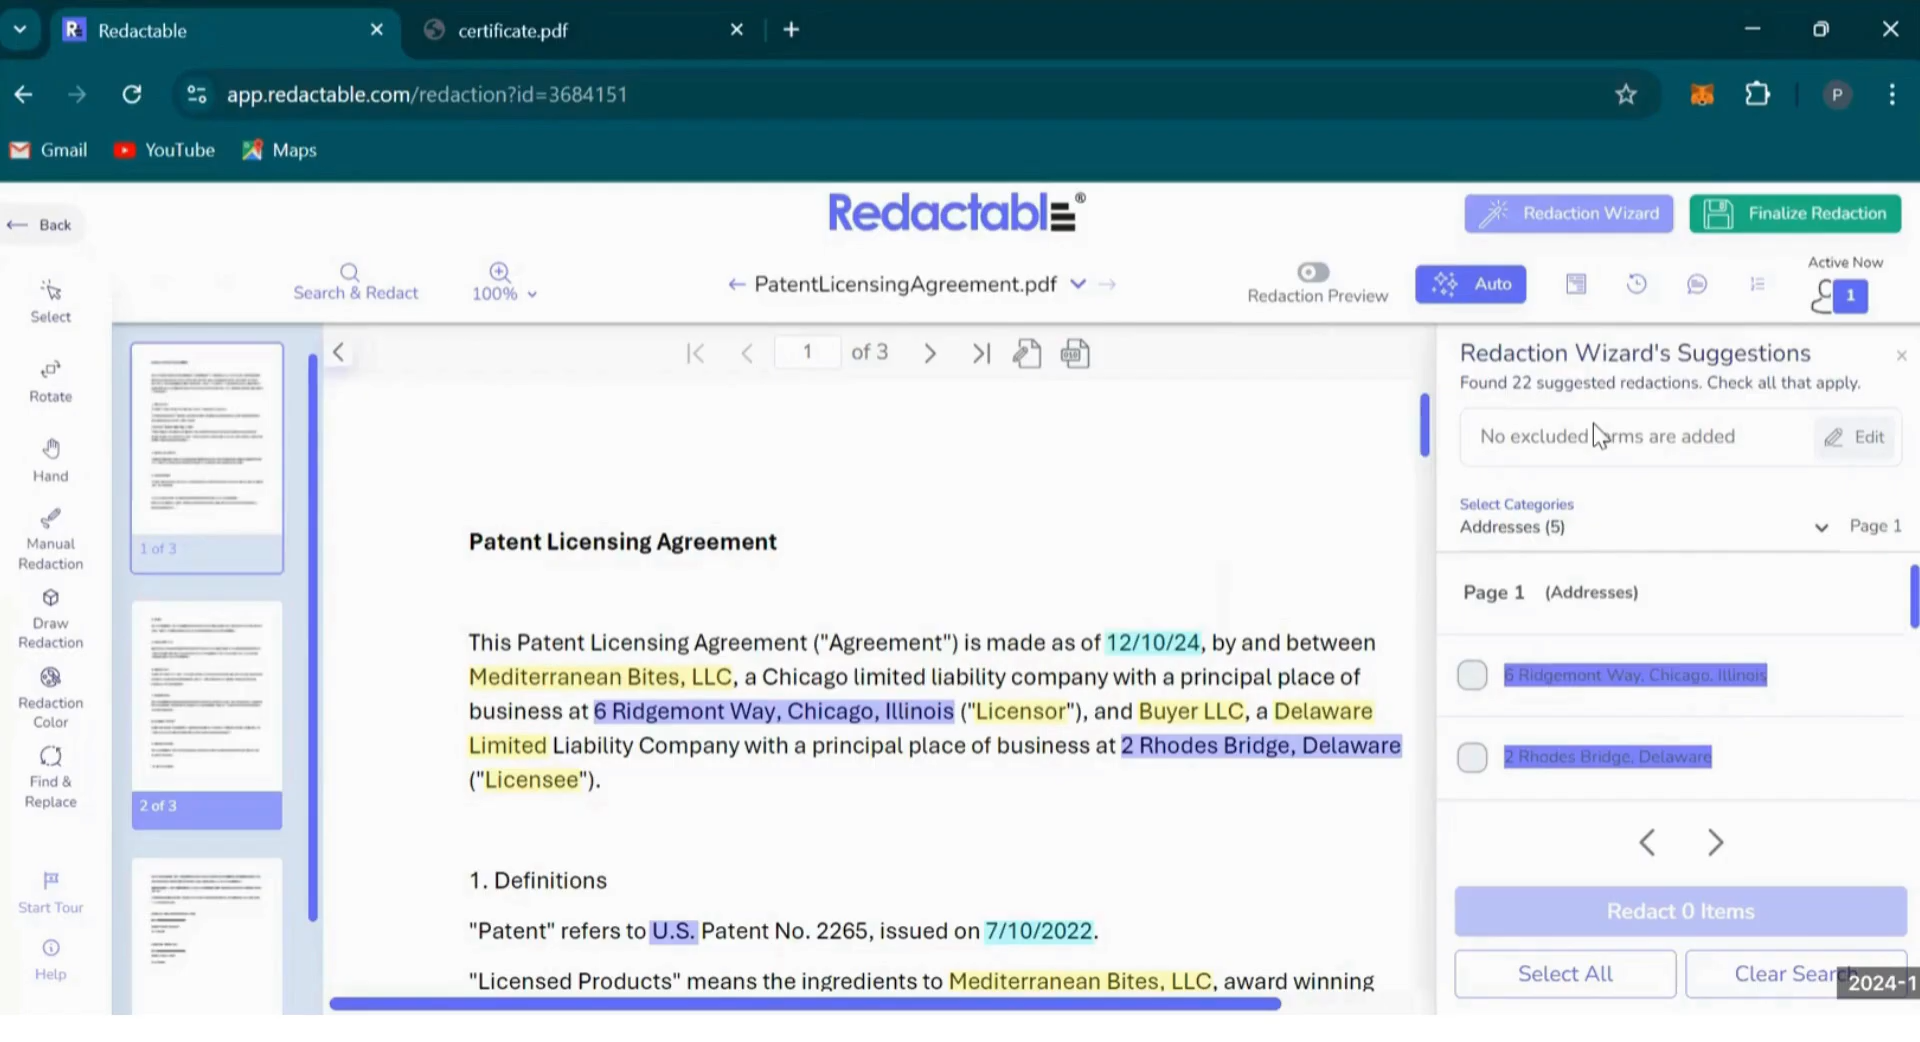 Redactable
certificate.pdf
app.redactable.com/redaction?id=3684151
P
Gmail
YouTube
Maps
Back
Redactable®
Redaction Wizard
Finalize Redaction
Search & Redact
100%
PatentLicensingAgreement.pdf
Redaction Preview
Auto
Active Now
1
Select
Rotate
Hand
Manual
Redaction
Draw
Redaction
Redaction
Color
Find &
Replace
Start Tour
Help
1 of 3
2 of 3
1 of 3
Patent Licensing Agreement
This Patent Licensing Agreement ("Agreement") is made as of 12/10/24, by and between
Mediterranean Bites, LLC, a Chicago limited liability company with a principal place of
business at 6 Ridgemont Way, Chicago, Illinois ("Licensor"), and Buyer LLC, a Delaware
Limited Liability Company with a principal place of business at 2 Rhodes Bridge, Delaware
("Licensee").
1. Definitions
"Patent" refers to U.S. Patent No. 2265, issued on 7/10/2022.
"Licensed Products" means the ingredients to Mediterranean Bites, LLC, award winning
Redaction Wizard's Suggestions
Found 22 suggested redactions. Check all that apply.
No excluded terms are added
Edit
Select Categories
Addresses (5)
Page 1
Page 1 (Addresses)
6 Ridgemont Way, Chicago, Illinois
2 Rhodes Bridge, Delaware
Redact 0 Items
Select All
Clear Search
2024-1